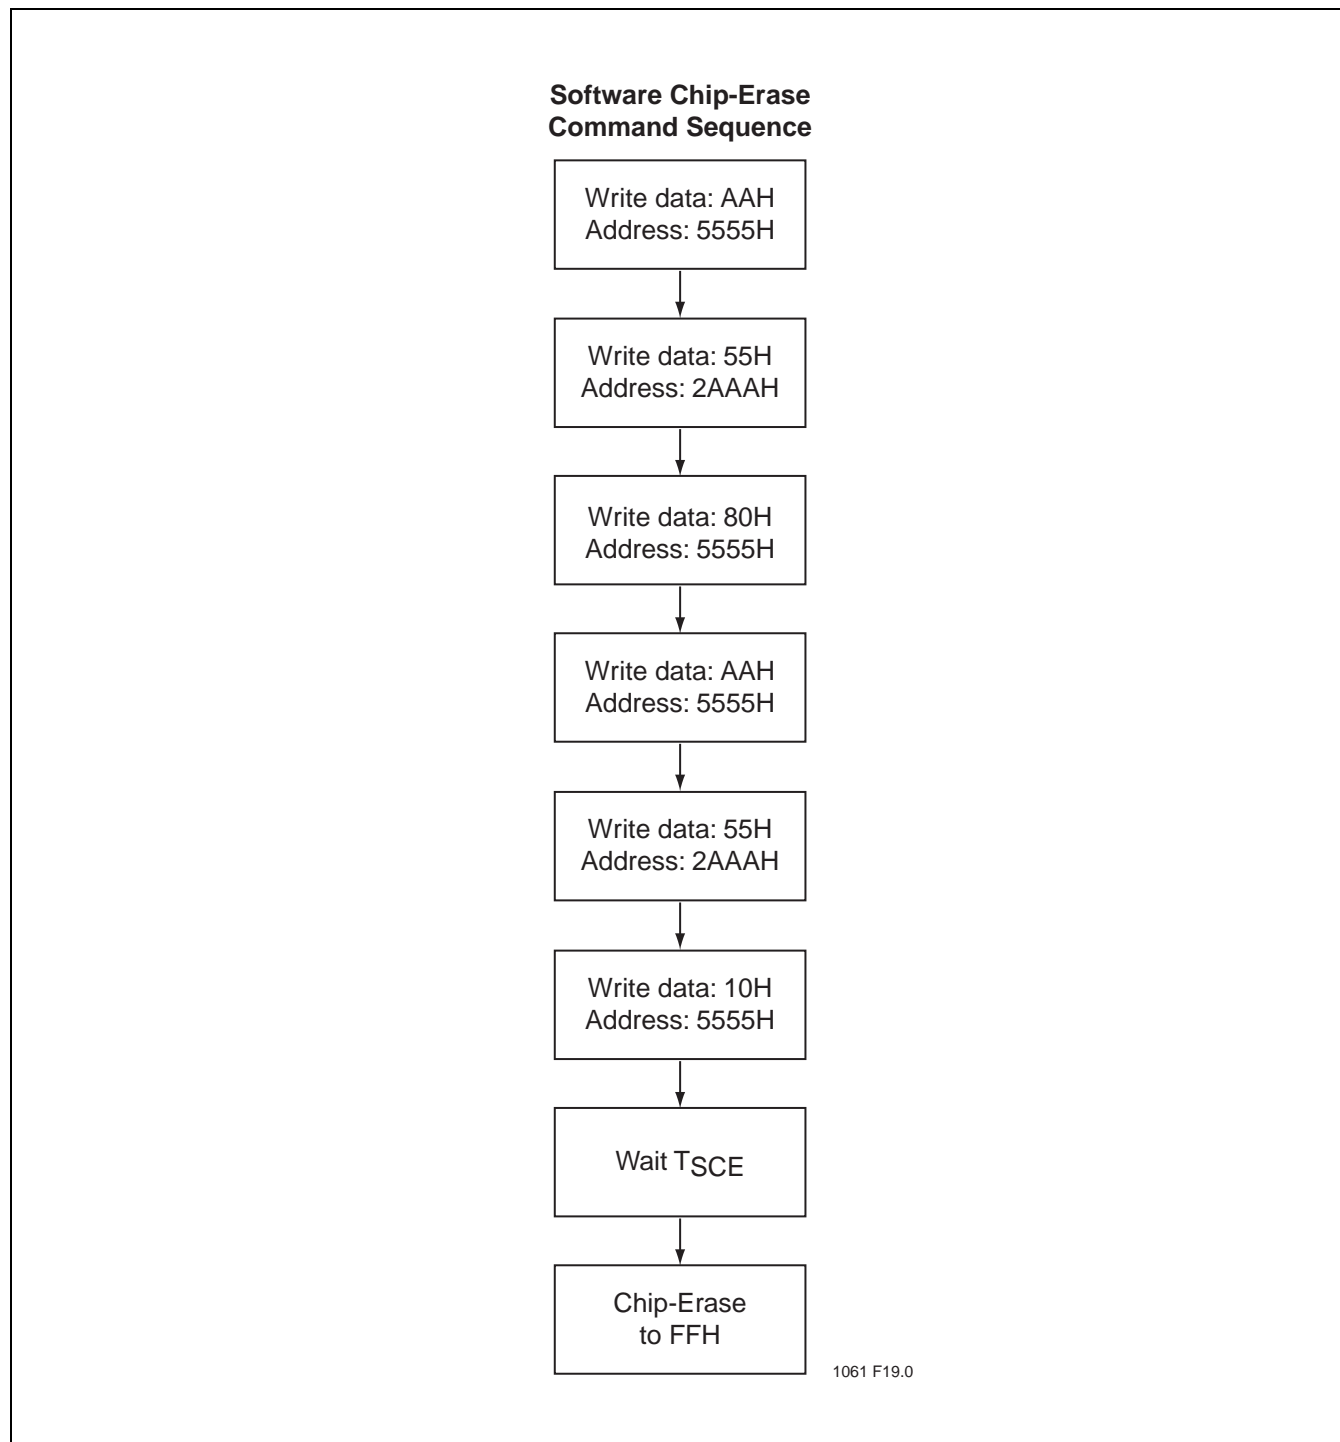 Software Chip-Erase
Command Sequence
Write data: AAH
Address: 5555H
Write data: 55H
Address: 2AAAH
Write data: 80H
Address: 5555H
Write data: AAH
Address: 5555H
Write data: 55H
Address: 2AAAH
Write data: 10H
Address: 5555H
Wait TSCE
Chip-Erase
to FFH
1061 F19.0